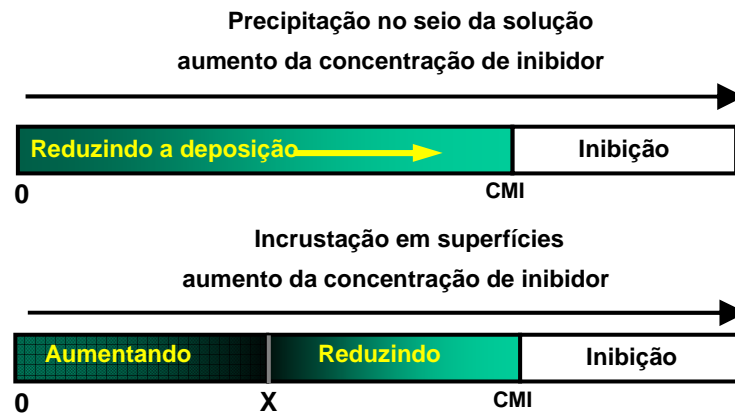 Precipitação no seio da solução
aumento da concentração de inibidor
Reduzindo a deposição
Inibição
0
CMI
Incrustação em superfícies
aumento da concentração de inibidor
Aumentando
Reduzindo
Inibição
0
X
CMI